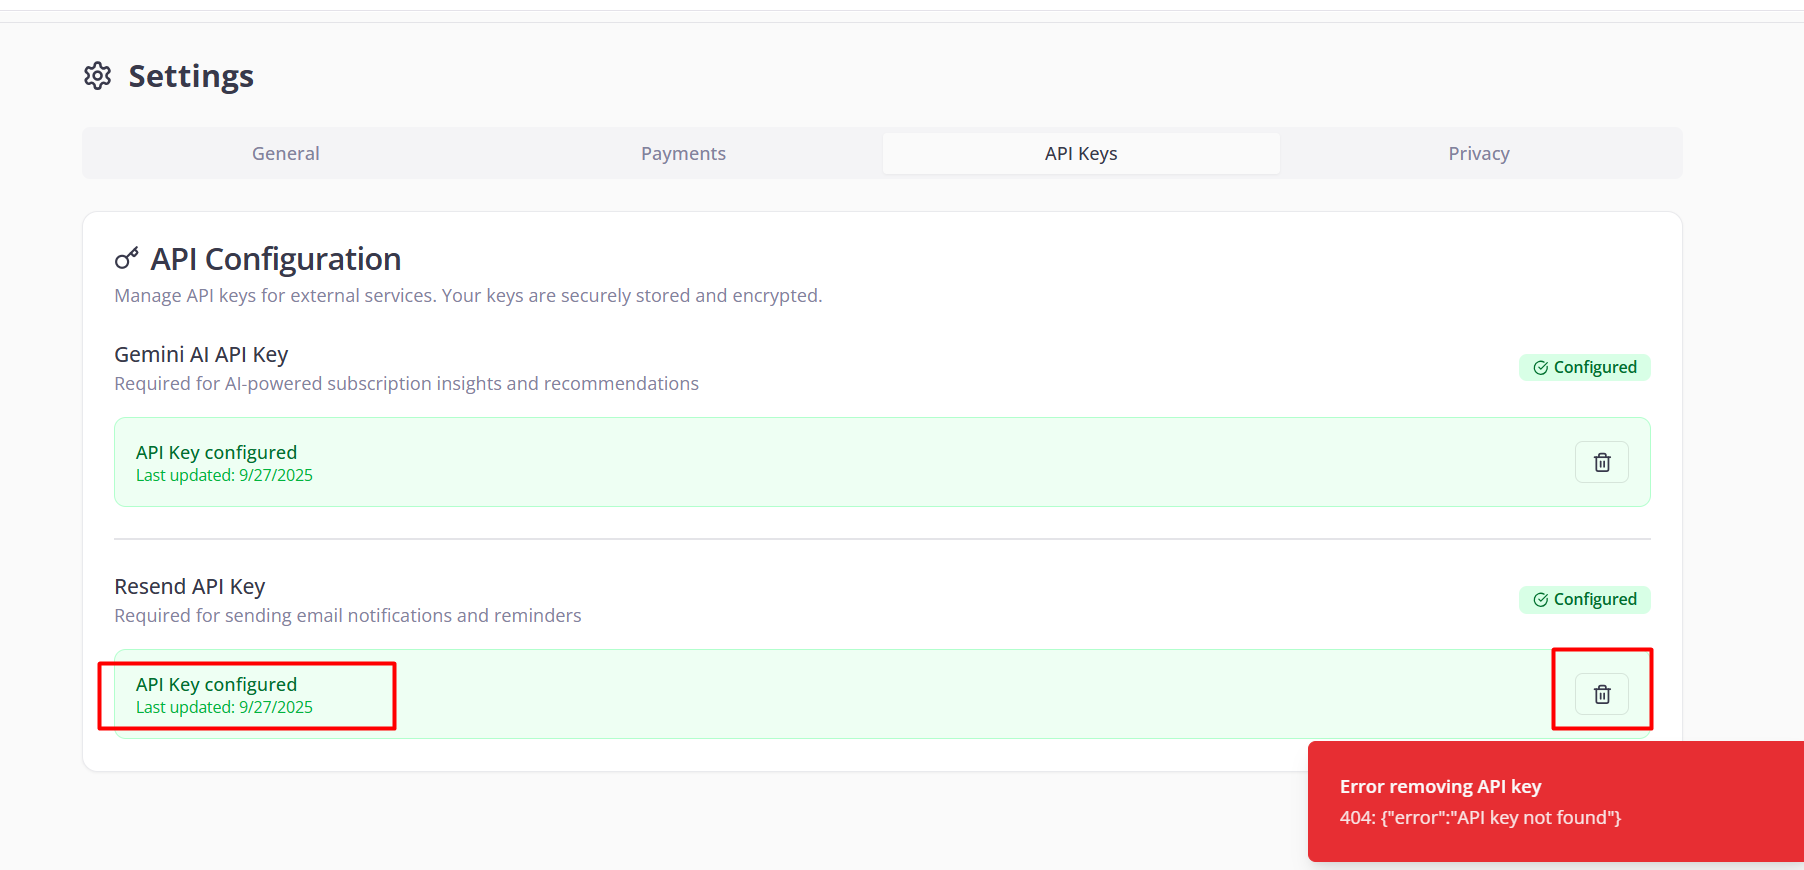 Settings
General
Payments
API Keys
Privacy
API Configuration
Manage API keys for external services. Your keys are securely stored and encrypted.
Gemini AI API Key
Required for AI-powered subscription insights and recommendations
Configured
API Key configured
Last updated: 9/27/2025
Resend API Key
Required for sending email notifications and reminders
Configured
API Key configured
Last updated: 9/27/2025
Error removing API key
404: {"error":"API key not found"}